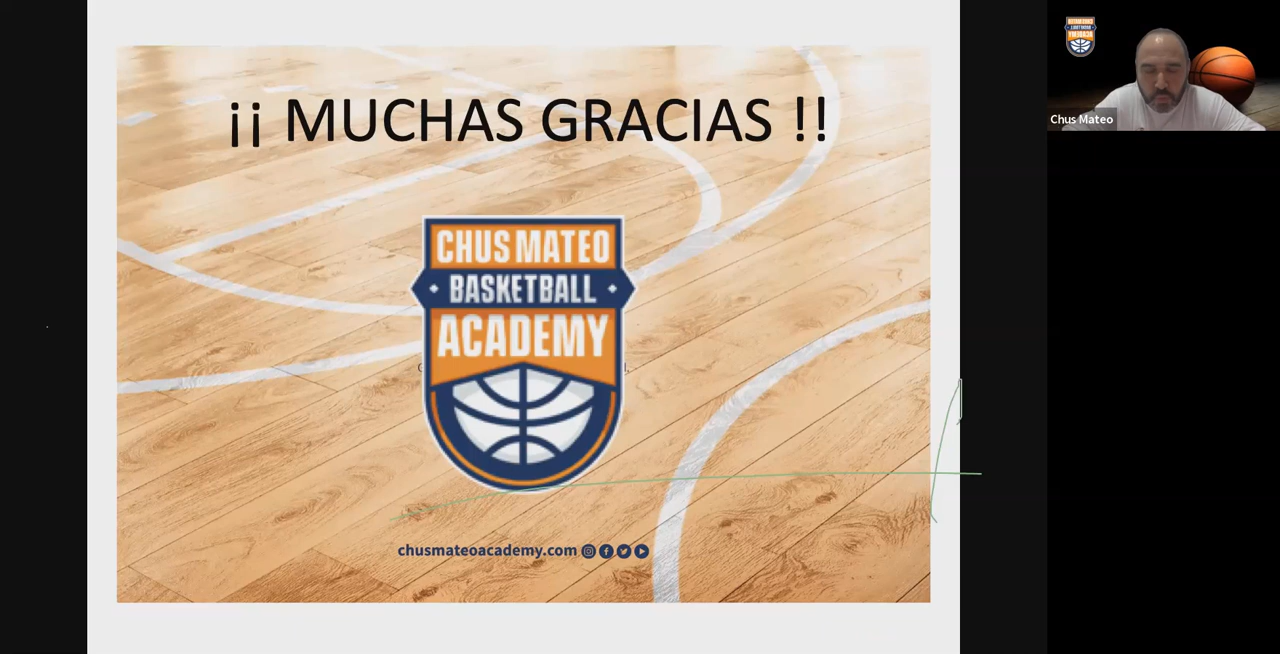 ¡¡ MUCHAS GRACIAS !!
CHUS MATEO
BASKETBALL
ACADEMY
chusmateoacademy.com
Chus Mateo